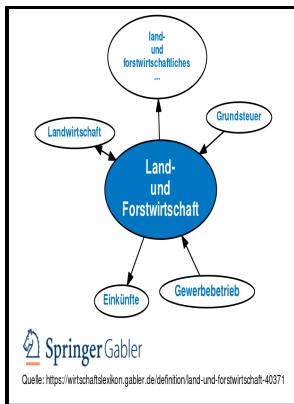 land-
und
forstwirtschaftliches
...
Grundsteuer
Landwirtschaft
Land-
und
Forstwirtschaft
Einkünfte
Gewerbebetrieb
Springer Gabler
Quelle: https://wirtschaftslexikon.gabler.de/definition/land-und-forstwirtschaft-40371